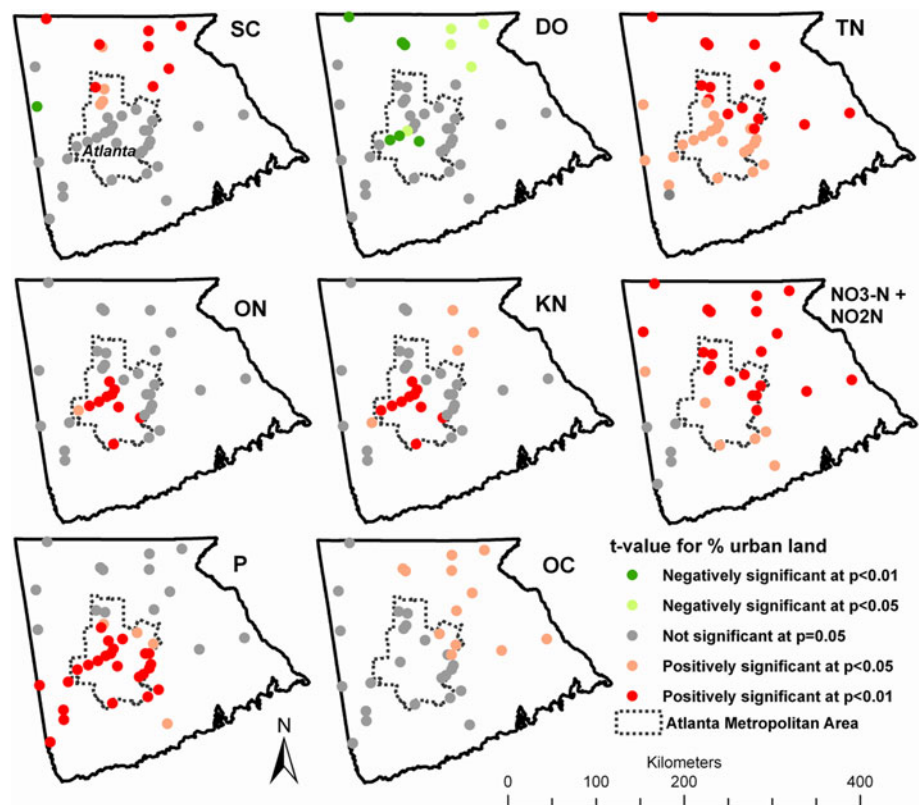 SC
DO
TN
Atlanta
ON
KN
NO3-N +
NO2N
P
OC
t-value for % urban land
Negatively significant at p<0.01
Negatively significant at p<0.05
Not significant at p=0.05
Positively significant at p<0.05
Positively significant at p<0.01
Atlanta Metropolitan Area
N
Kilometers
0 100 200 400